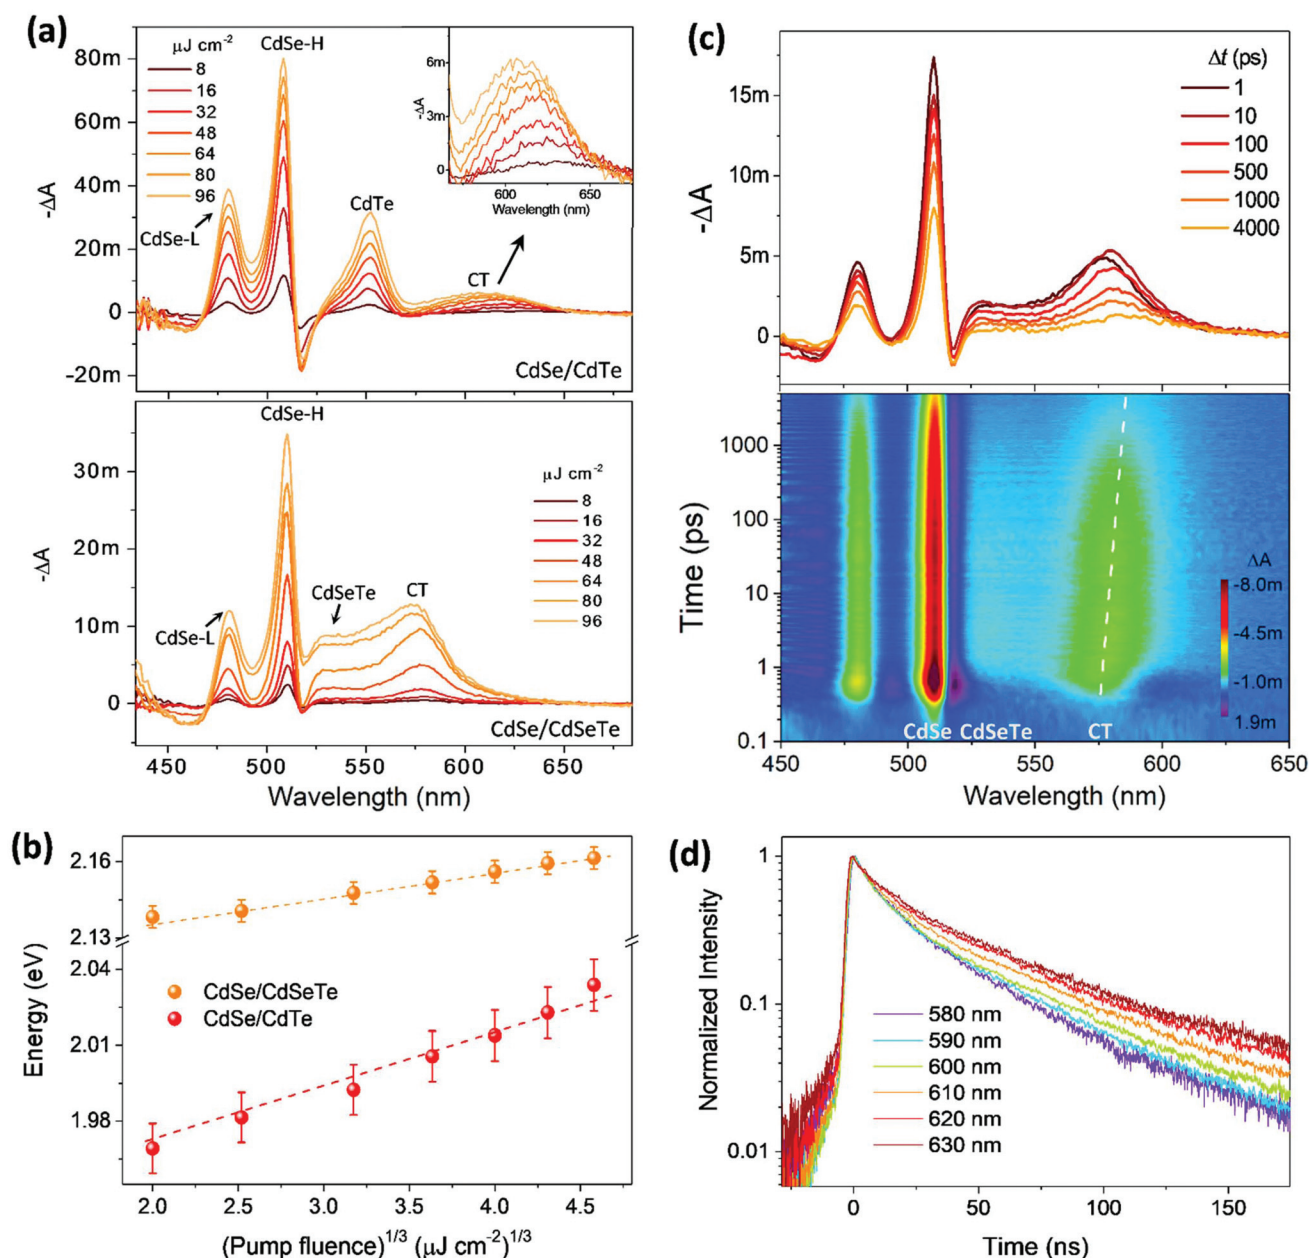 (a)
μJ cm-2
8
16
32
48
64
80
96
CdSe-H
CdSe-L
CdTe
CT
CdSe/CdTe
80m
60m
40m
20m
0
-20m
-ΔA
6m
3m
0
-ΔA
600
650
Wavelength (nm)
CdSe-H
CdSe-L
CdSeTe
CT
μJ cm-2
8
16
32
48
64
80
96
CdSe/CdSeTe
30m
20m
10m
0
-ΔA
450
500
550
600
650
Wavelength (nm)
(c)
Δt (ps)
1
10
100
500
1000
4000
15m
10m
5m
0
-ΔA
1000
100
10
1
0.1
Time (ps)
ΔA
-8.0m
-4.5m
-1.0m
1.9m
CdSe
CdSeTe
CT
450
500
550
600
650
Wavelength (nm)
(b)
2.16
2.13
2.04
2.01
1.98
Energy (eV)
CdSe/CdSeTe
CdSe/CdTe
2.0
2.5
3.0
3.5
4.0
4.5
(Pump fluence)1/3 (μJ cm-2)1/3
(d)
1
0.1
0.01
Normalized Intensity
580 nm
590 nm
600 nm
610 nm
620 nm
630 nm
0
50
100
150
Time (ns)